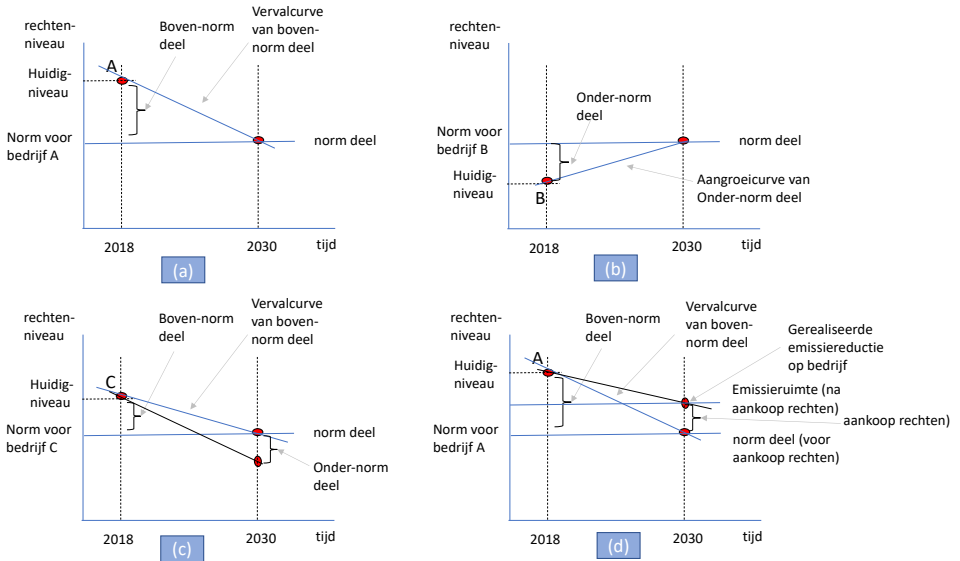 rechten-
niveau
Boven-norm
deel
Vervalcurve
van boven-
norm deel
A
Huidig-
niveau
Norm voor
bedrijf A
norm deel
2018
2030
tijd
(a)
rechten-
niveau
Onder-norm
deel
Norm voor
bedrijf B
norm deel
Huidig-
niveau
B
Aangroeicurve van
Onder-norm deel
2018
2030
tijd
(b)
rechten-
niveau
Boven-norm
deel
Vervalcurve
van boven-
norm deel
C
Huidig-
niveau
Norm voor
bedrijf C
norm deel
Onder-norm
deel
2018
2030
tijd
(c)
rechten-
niveau
Boven-norm
deel
Vervalcurve
van boven-
norm deel
Gerealiseerde
emissiereductie
op bedrijf
A
Huidig-
niveau
Emissieruimte (na
aankoop rechten)
aankoop rechten)
Norm voor
bedrijf A
norm deel (voor
aankoop rechten)
2018
2030
tijd
(d)